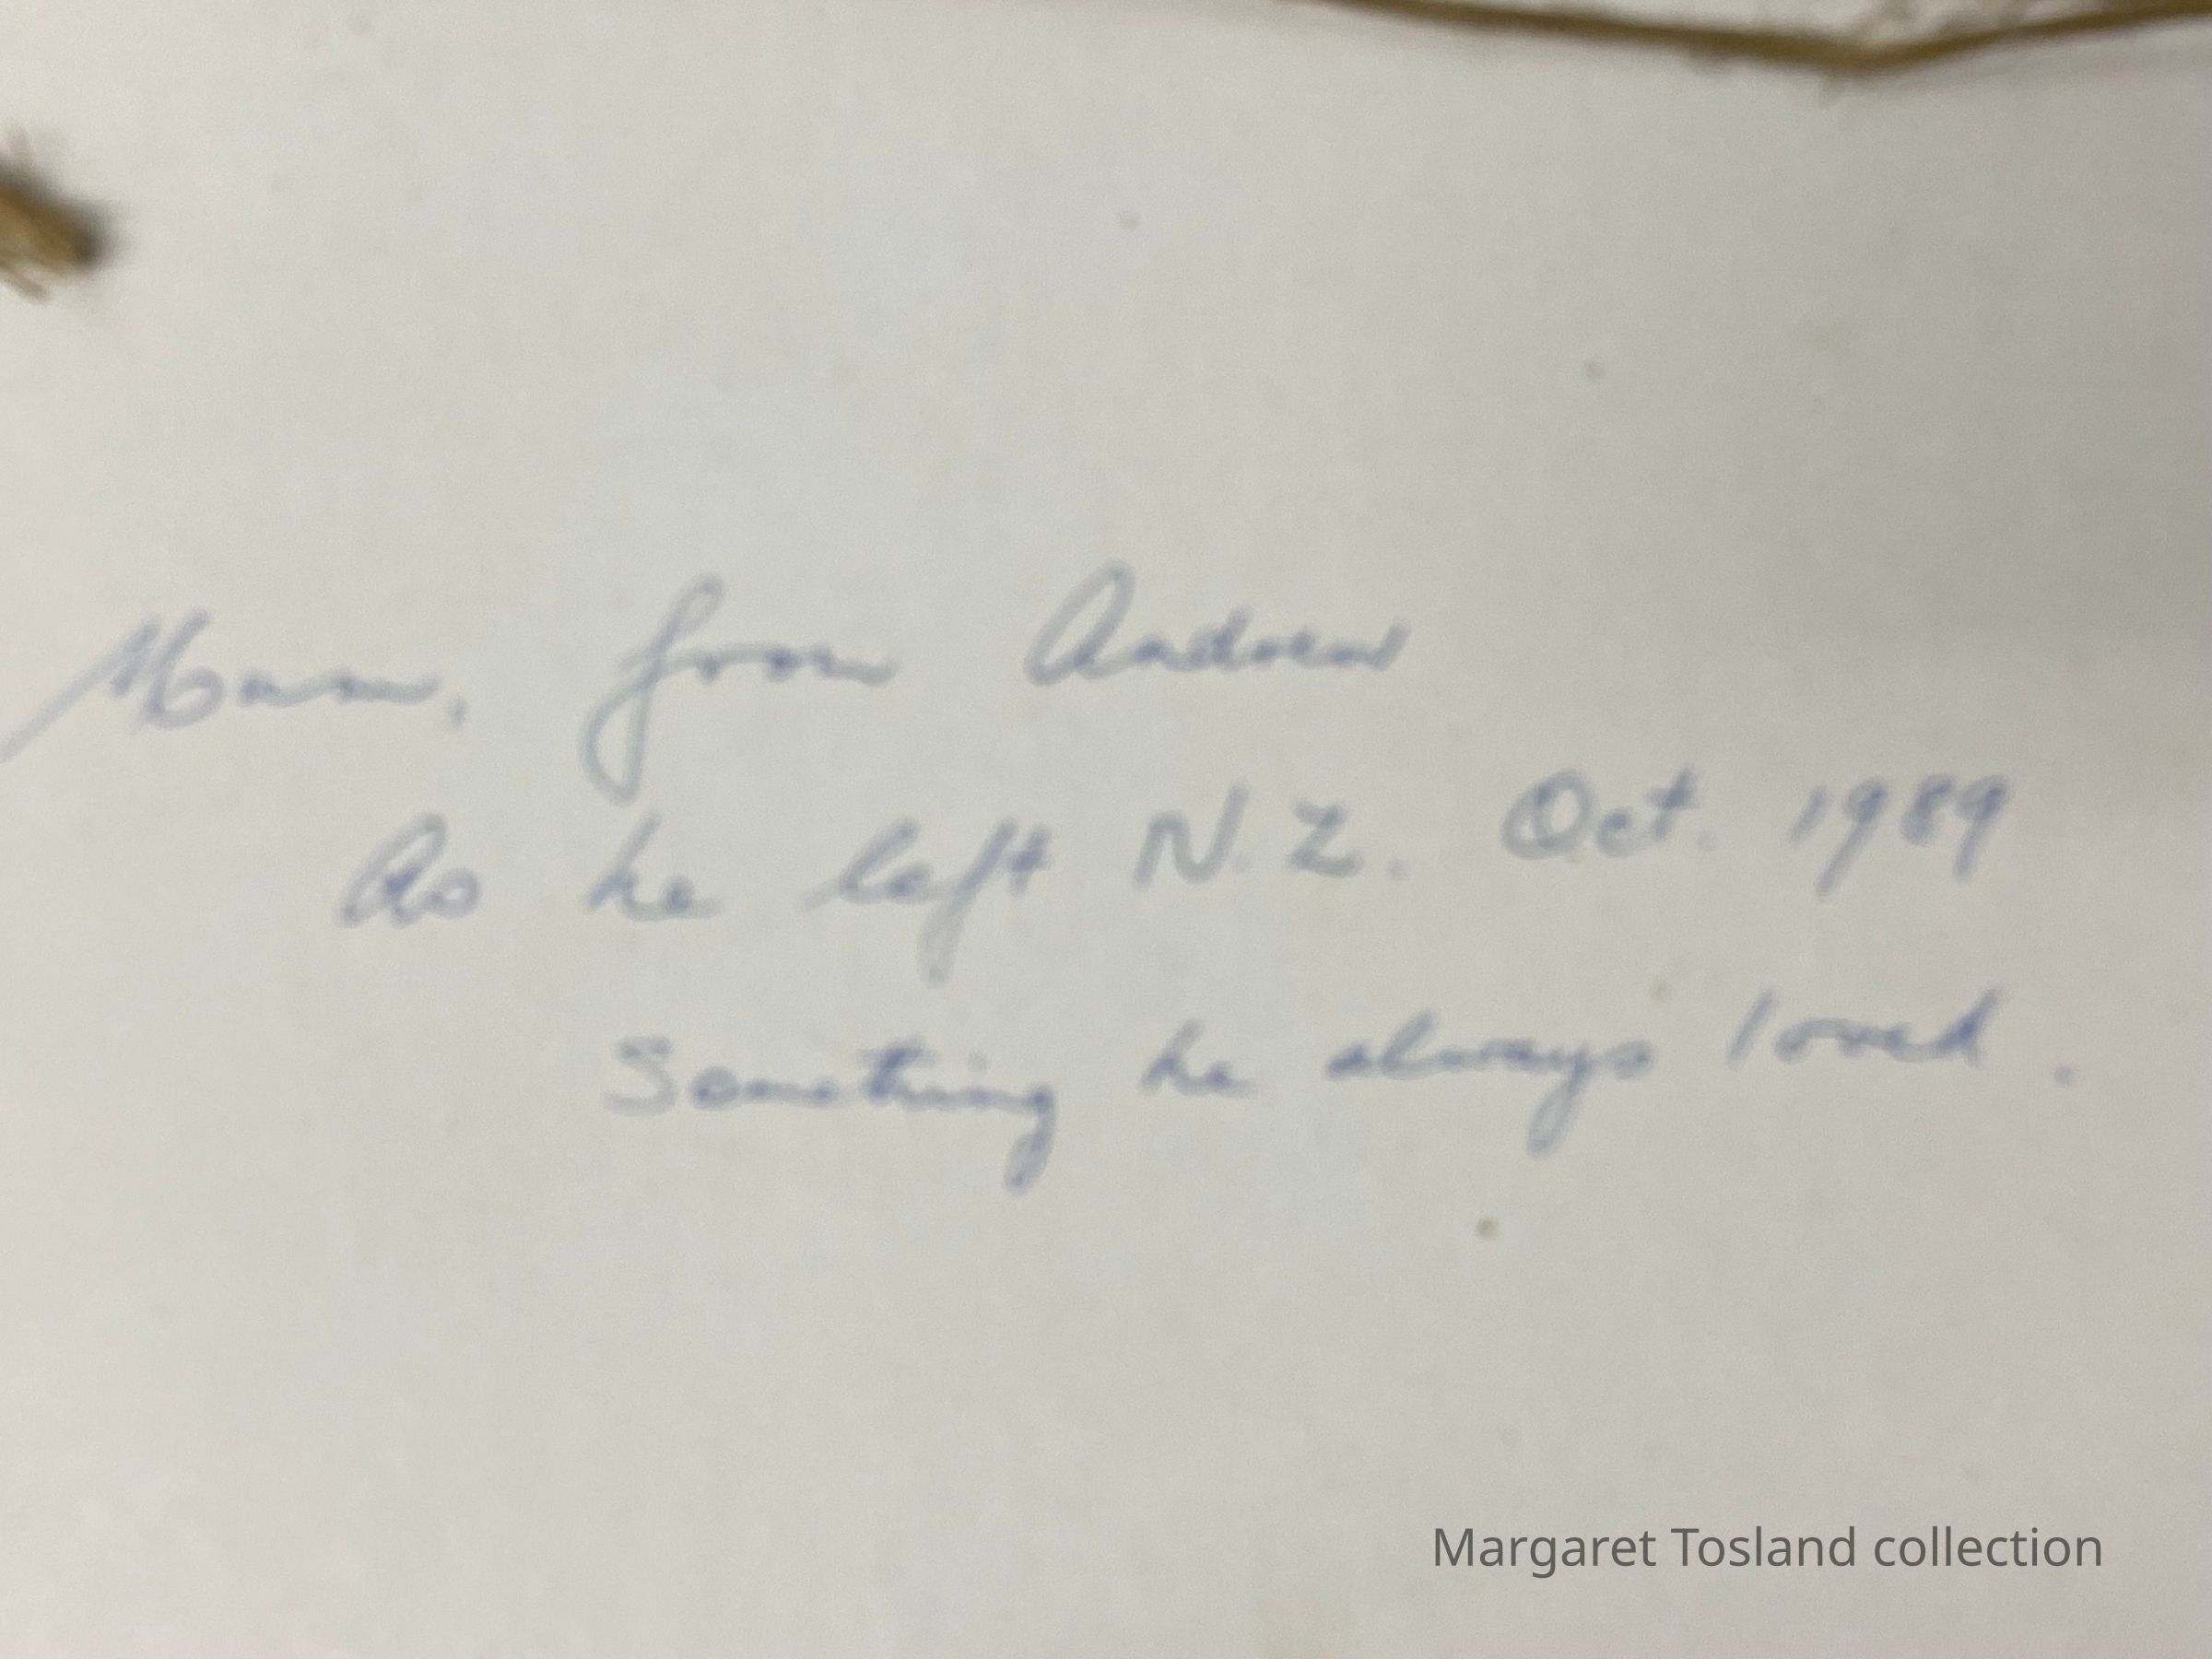 Mum, from Andrew
As he left N.Z. Oct. 1989
Something he always loved.
Margaret Tosland collection